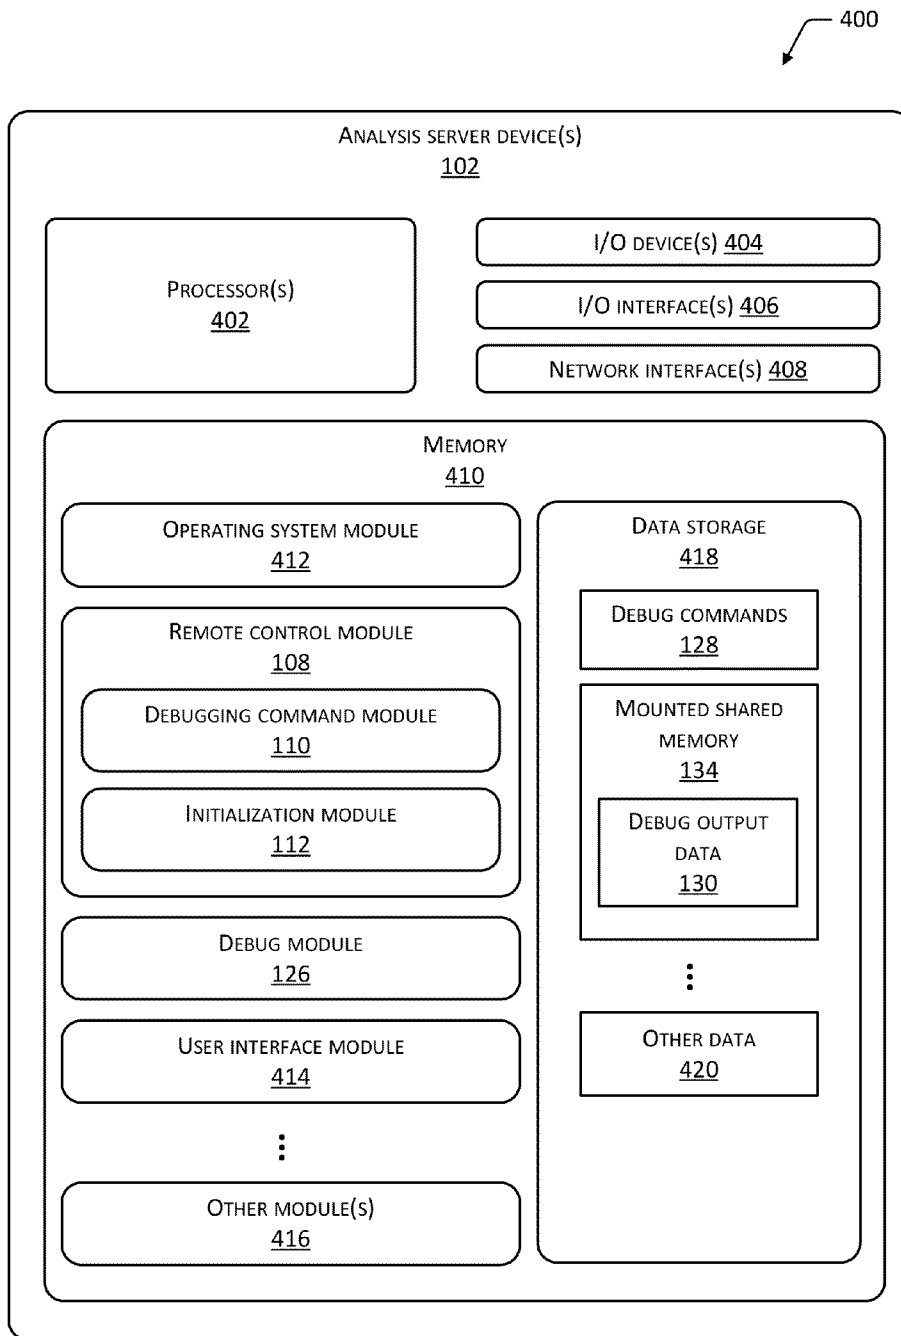 400
ANALYSIS SERVER DEVICE(S)
102
PROCESSOR(S)
402
I/O DEVICE(S) 404
I/O INTERFACE(S) 406
NETWORK INTERFACE(S) 408
MEMORY
410
OPERATING SYSTEM MODULE
412
REMOTE CONTROL MODULE
108
DEBUGGING COMMAND MODULE
110
INITIALIZATION MODULE
112
DEBUG MODULE
126
USER INTERFACE MODULE
414
OTHER MODULE(S)
416
DATA STORAGE
418
DEBUG COMMANDS
128
MOUNTED SHARED
MEMORY
134
DEBUG OUTPUT
DATA
130
OTHER DATA
420